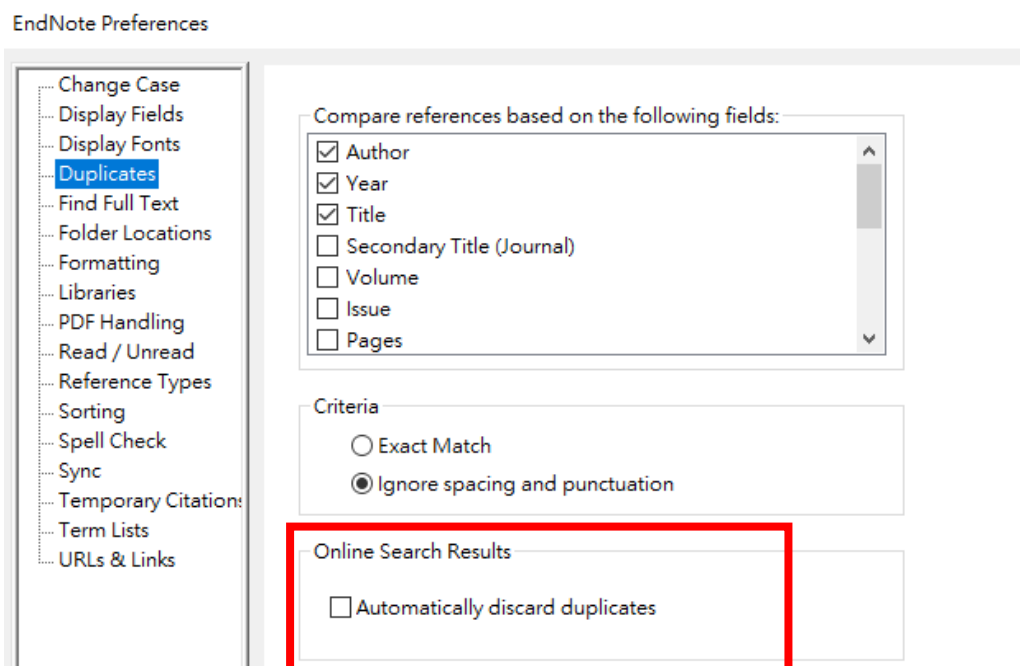 EndNote Preferences
Change Case
Display Fields
Display Fonts
Duplicates
Find Full Text
Folder Locations
Formatting
Libraries
PDF Handling
Read / Unread
Reference Types
Sorting
Spell Check
Sync
Temporary Citations
Term Lists
URLs & Links
Compare references based on the following fields:
Author
Year
Title
Secondary Title (Journal)
Volume
Issue
Pages
Criteria
Exact Match
Ignore spacing and punctuation
Online Search Results
Automatically discard duplicates